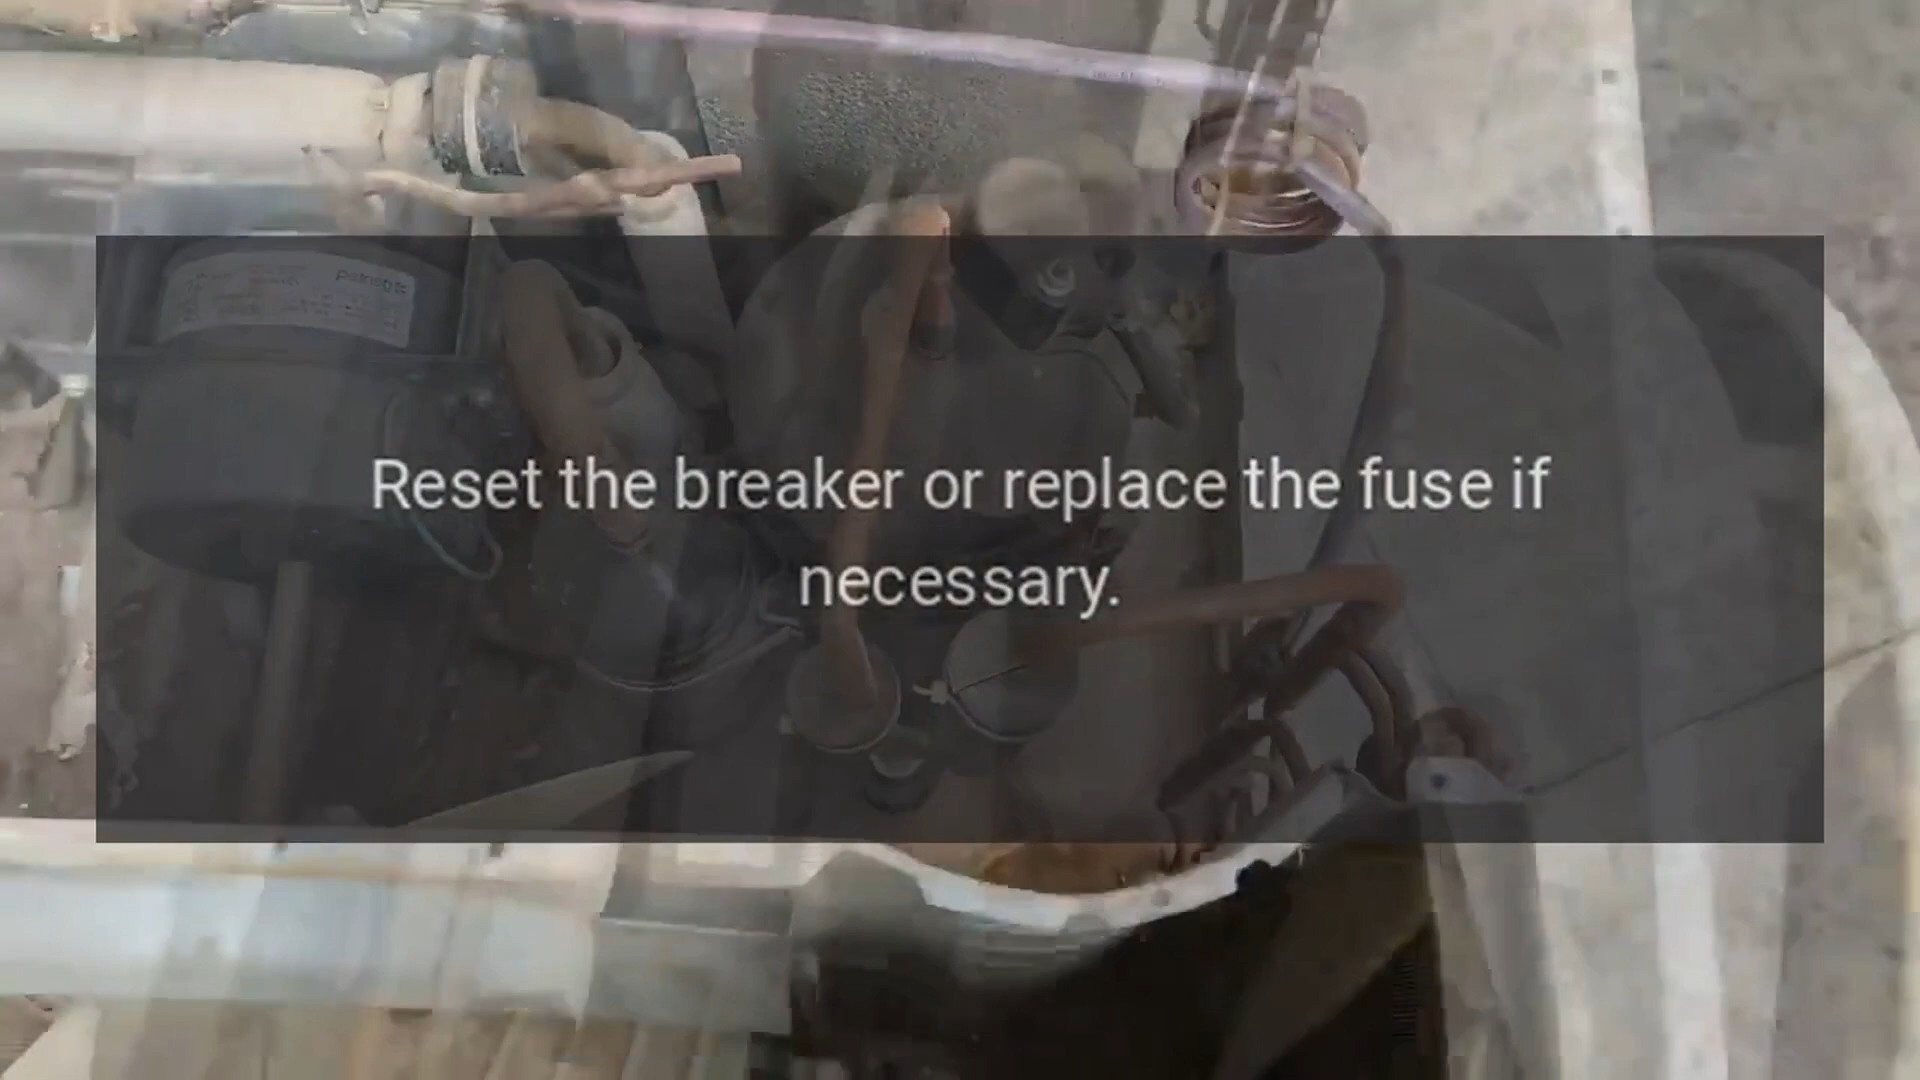 Reset the breaker or replace the fuse if
necessary.